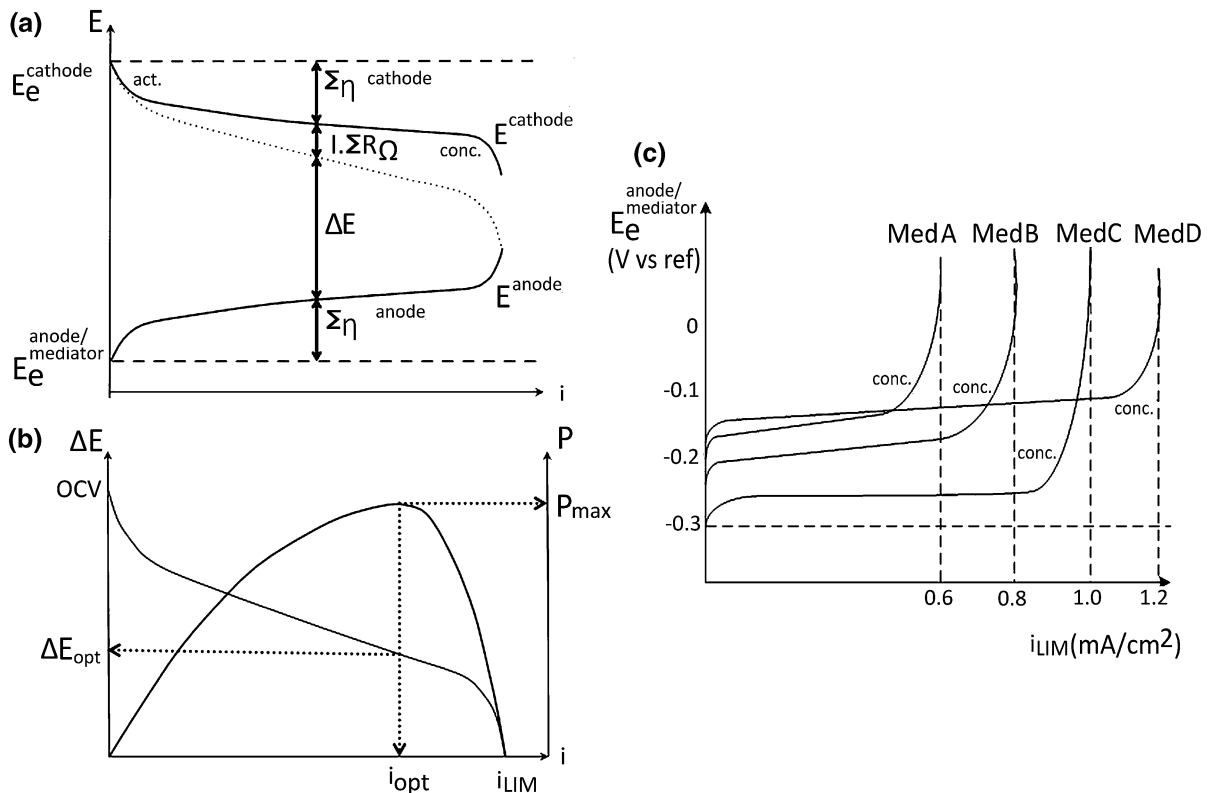 (a)
E
E_e^cathode
act.
Ση cathode
E^cathode
I.ΣR_Ω
conc.
ΔE
E^anode
Ση anode
E_e^anode/mediator
i
(b)
ΔE
P
OCV
P_max
ΔE_opt
i_opt
i_LIM
i
(c)
E_e^anode/mediator
(V vs ref)
MedA MedB MedC MedD
0
-0.1
-0.2
-0.3
conc.
conc.
conc.
conc.
0.6 0.8 1.0 1.2
i_LIM(mA/cm²)